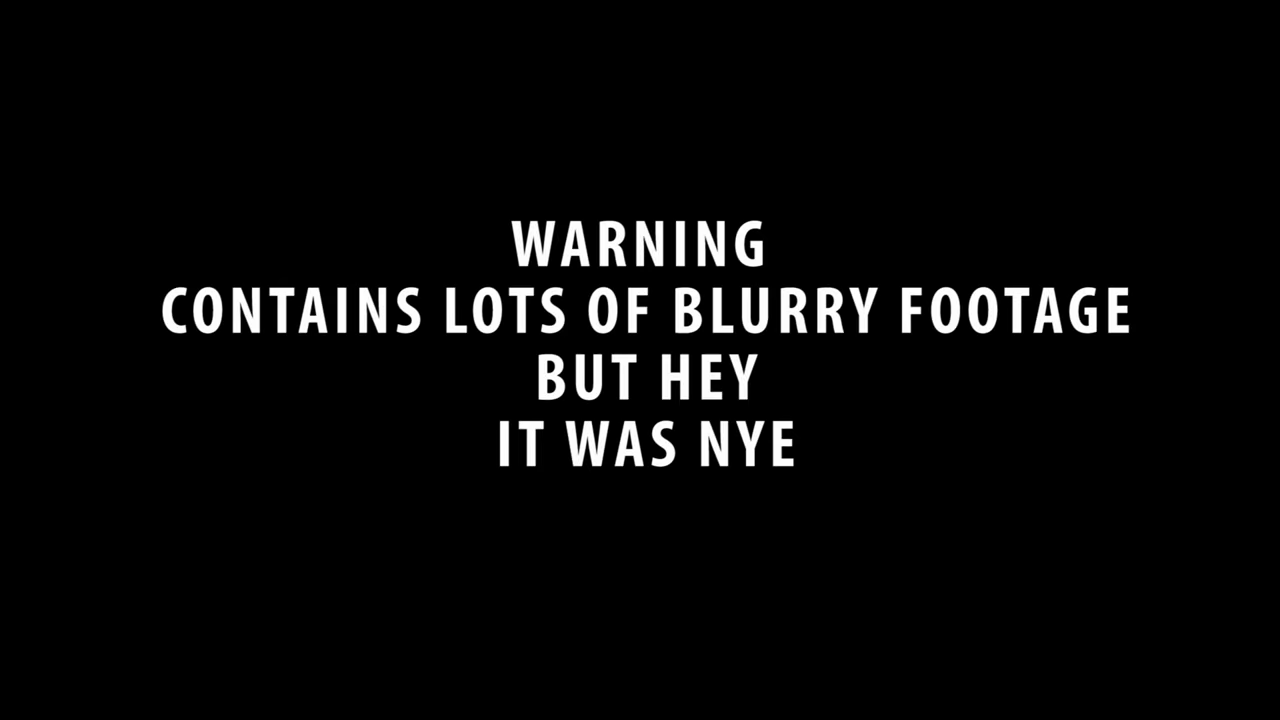 WARNING
CONTAINS LOTS OF BLURRY FOOTAGE
BUT HEY
IT WAS NYE